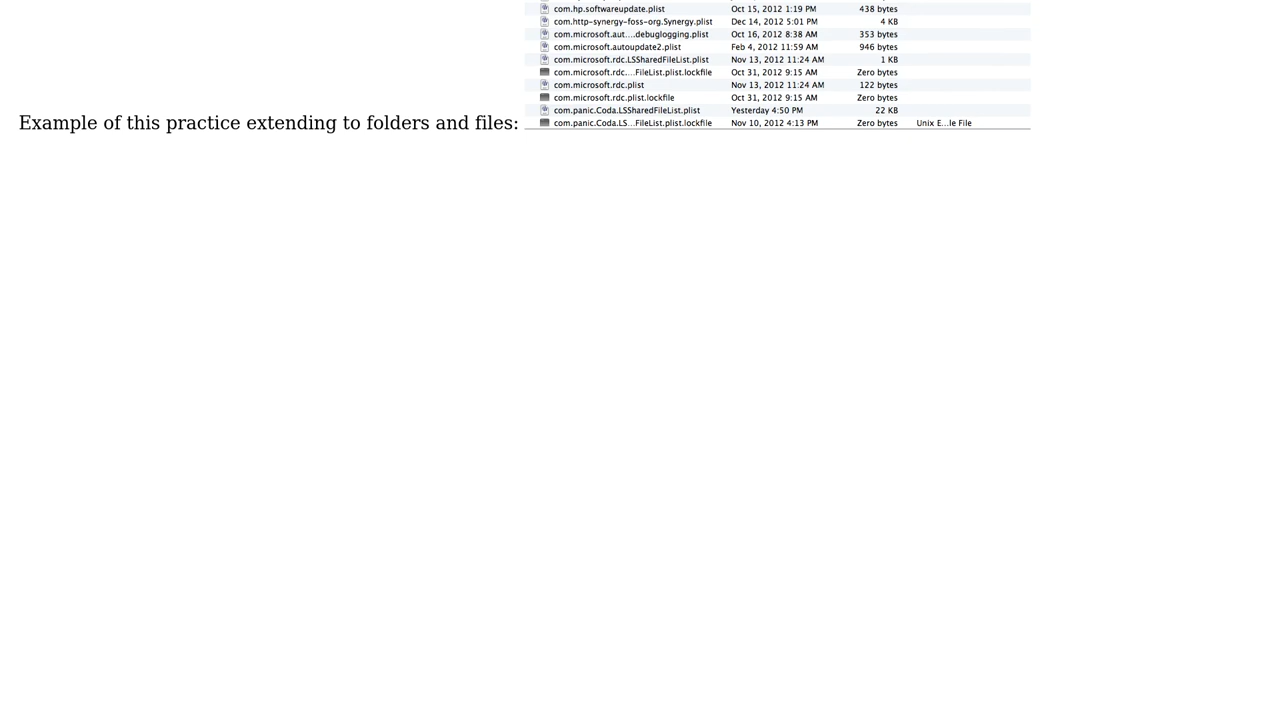 com.hp.softwareupdate.plist Oct 15, 2012 1:19 PM 438 bytes
com.http-synergy-foss-org.Synergy.plist Dec 14, 2012 5:01 PM 4 KB
com.microsoft.aut....debuglogging.plist Oct 16, 2012 8:38 AM 353 bytes
com.microsoft.autoupdate2.plist Feb 4, 2012 11:59 AM 946 bytes
com.microsoft.rdc.LSSharedFileList.plist Nov 13, 2012 11:24 AM 1 KB
com.microsoft.rdc....FileList.plist.lockfile Oct 31, 2012 9:15 AM Zero bytes
com.microsoft.rdc.plist Nov 13, 2012 11:24 AM 122 bytes
com.microsoft.rdc.plist.lockfile Oct 31, 2012 9:15 AM Zero bytes
com.panic.Coda.LSSharedFileList.plist Yesterday 4:50 PM 22 KB
Example of this practice extending to folders and files: com.panic.Coda.LS...FileList.plist.lockfile Nov 10, 2012 4:13 PM Zero bytes Unix E...le File